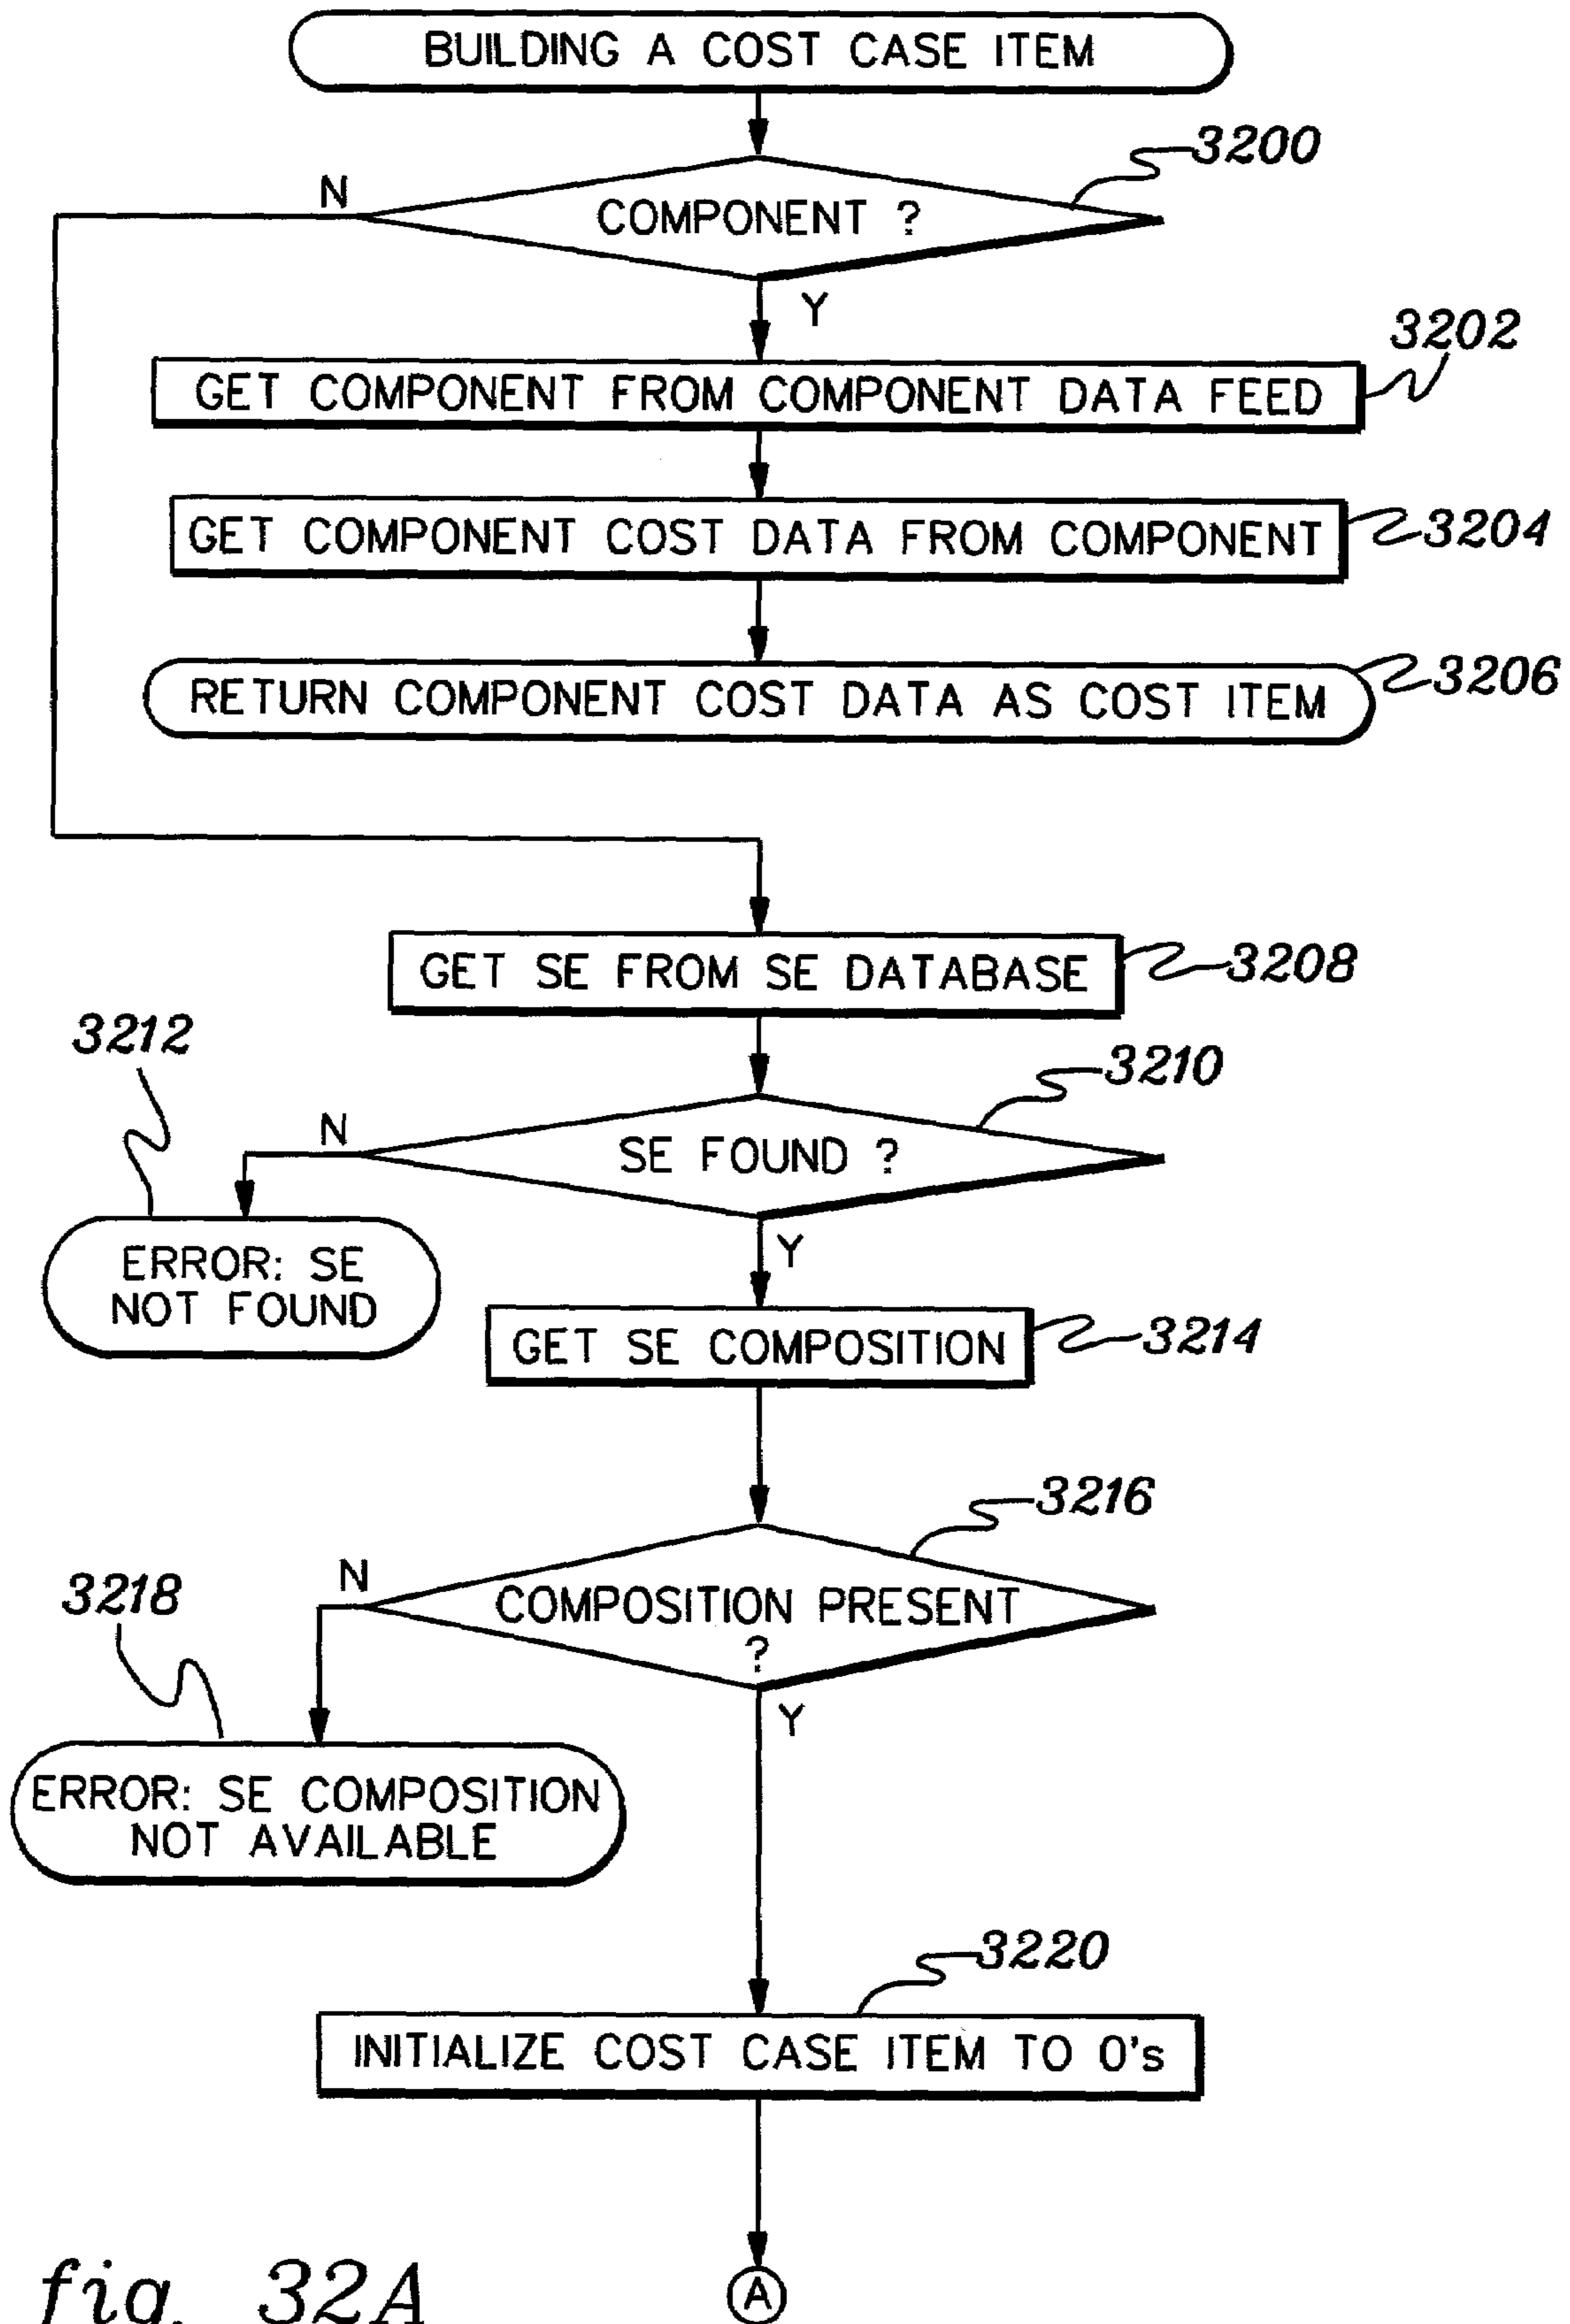 BUILDING A COST CASE ITEM
3200
N
COMPONENT ?
Y
3202
GET COMPONENT FROM COMPONENT DATA FEED
GET COMPONENT COST DATA FROM COMPONENT
3204
RETURN COMPONENT COST DATA AS COST ITEM
3206
GET SE FROM SE DATABASE
3208
3212
3210
N
SE FOUND ?
Y
ERROR: SE
NOT FOUND
GET SE COMPOSITION
3214
3216
3218
N
COMPOSITION PRESENT
?
Y
ERROR: SE COMPOSITION
NOT AVAILABLE
3220
INITIALIZE COST CASE ITEM TO 0's
A
fig. 32A